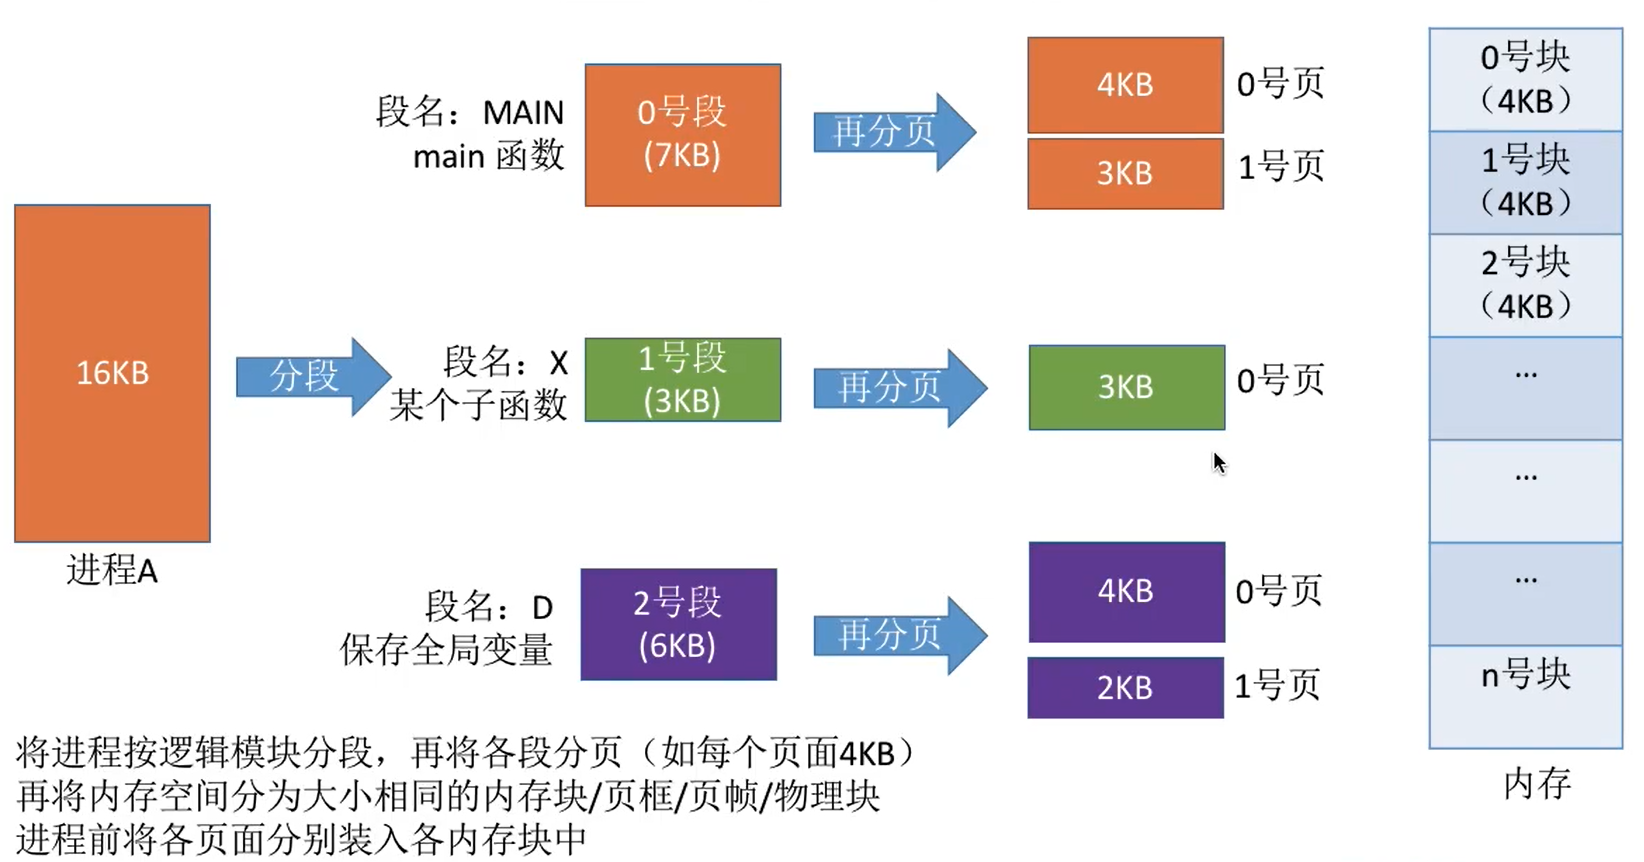 段名：MAIN
main 函数
0号段
(7KB)
再分页
4KB
0号页
3KB
1号页
16KB
进程A
分段
段名：X
某个子函数
1号段
(3KB)
再分页
3KB
0号页
段名：D
保存全局变量
2号段
(6KB)
再分页
4KB
0号页
2KB
1号页
0号块
（4KB）
1号块
（4KB）
2号块
（4KB）
...
...
...
n号块
内存
将进程按逻辑模块分段，再将各段分页（如每个页面4KB）
再将内存空间分为大小相同的内存块/页框/页帧/物理块
进程前将各页面分别装入各内存块中